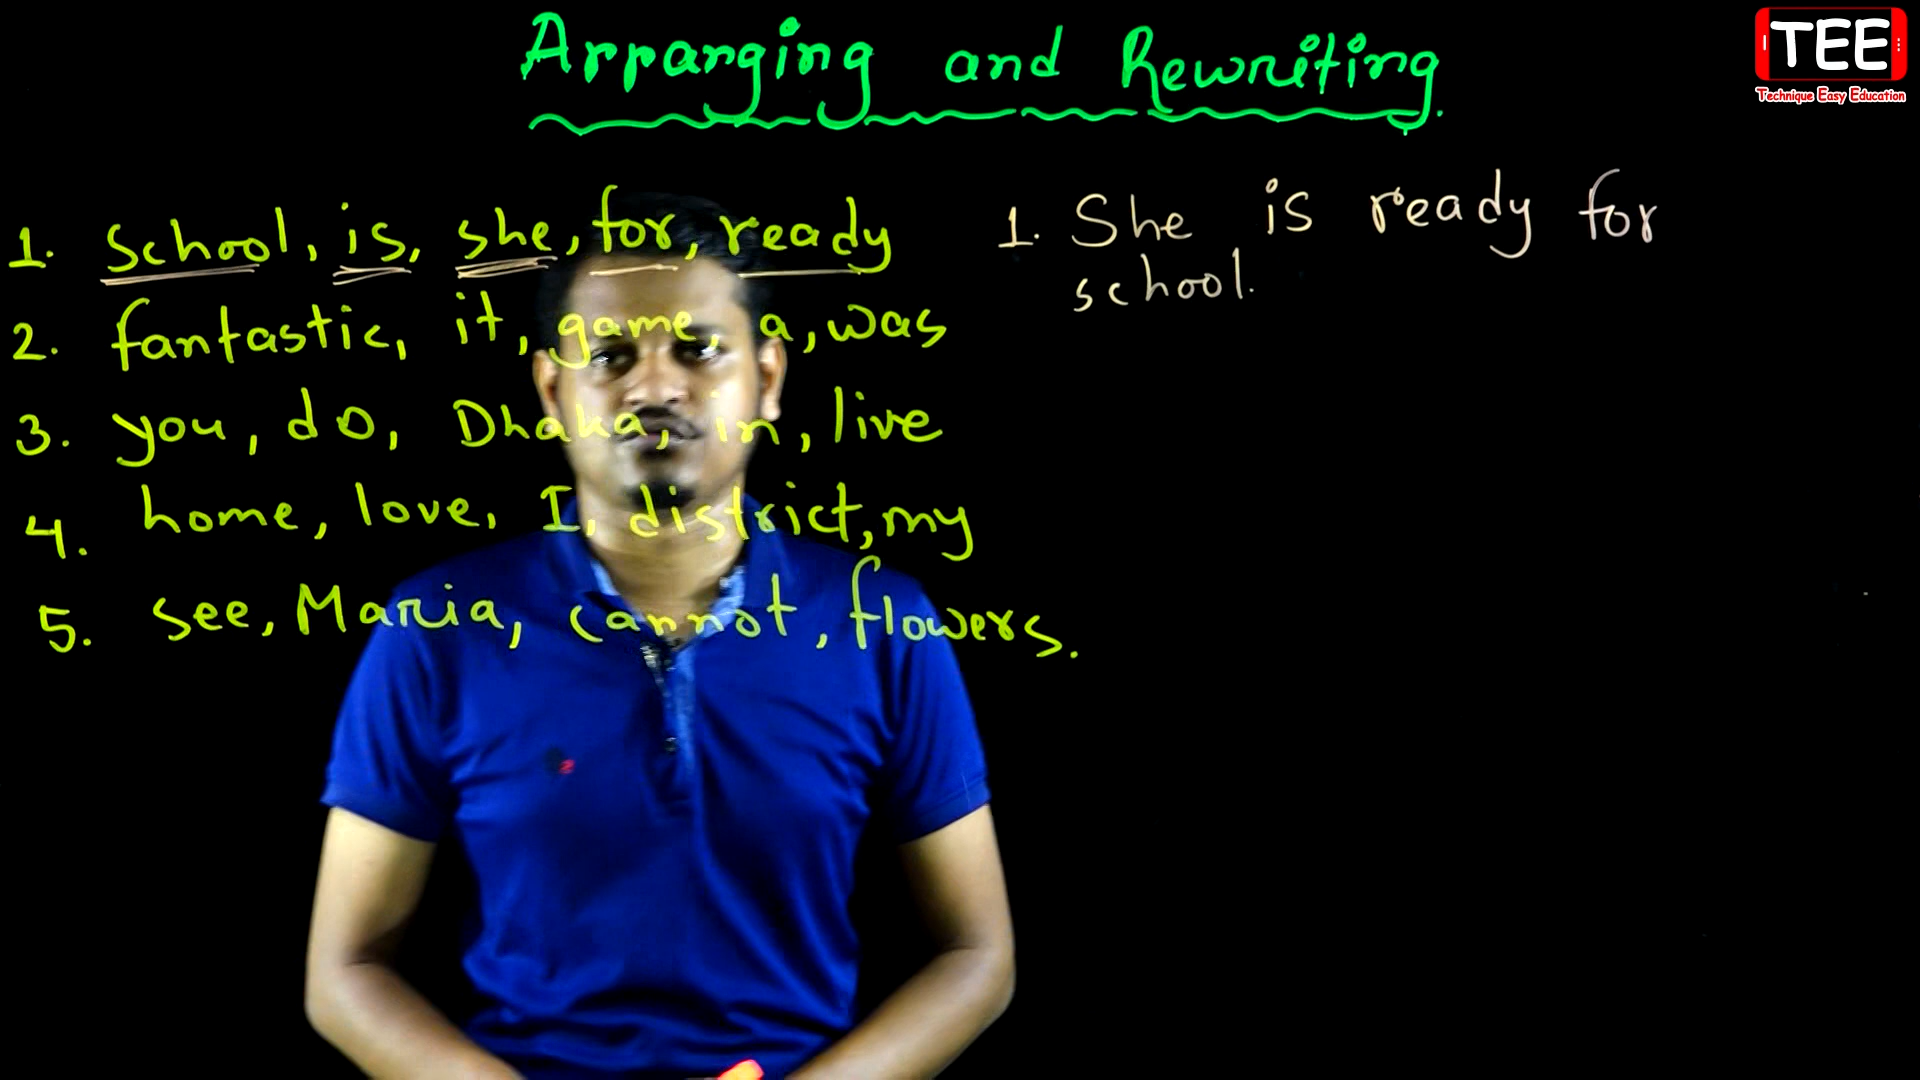 Arranging and Rewriting.
TEE
Technique Easy Education
1. School, is, she, for, ready
2. fantastic, it, game, a, was
3. you, do, Dhaka, in, live
4. home, love, I, district, my
5. see, Maria, cannot, flowers.
1. She is ready for
school.